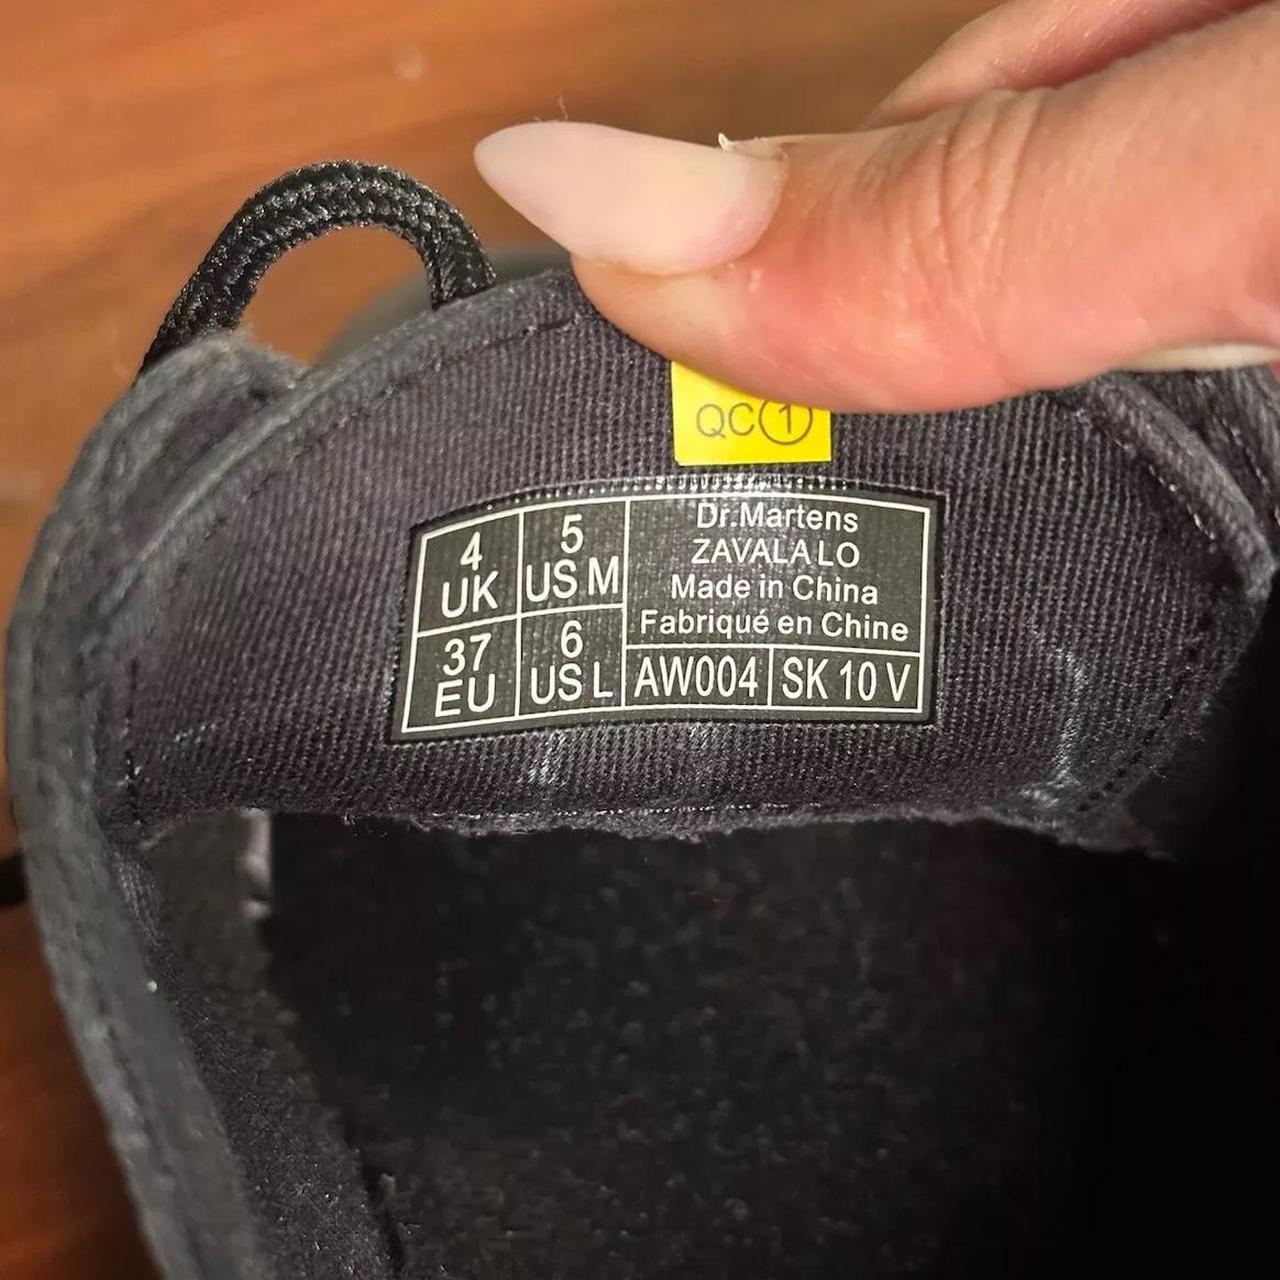 QC①
4
UK
5
US M
37
EU
6
US L
Dr.Martens
ZAVALA LO
Made in China
Fabriqué en Chine
AW004
SK 10 V